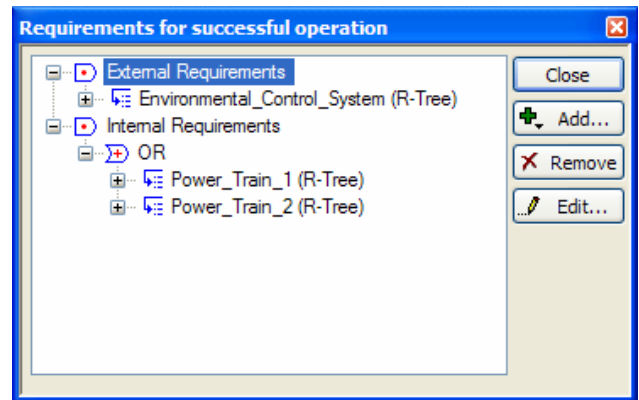 Requirements for successful operation
External Requirements
Environmental_Control_System (R-Tree)
Internal Requirements
OR
Power_Train_1 (R-Tree)
Power_Train_2 (R-Tree)
Close
Add...
Remove
Edit...